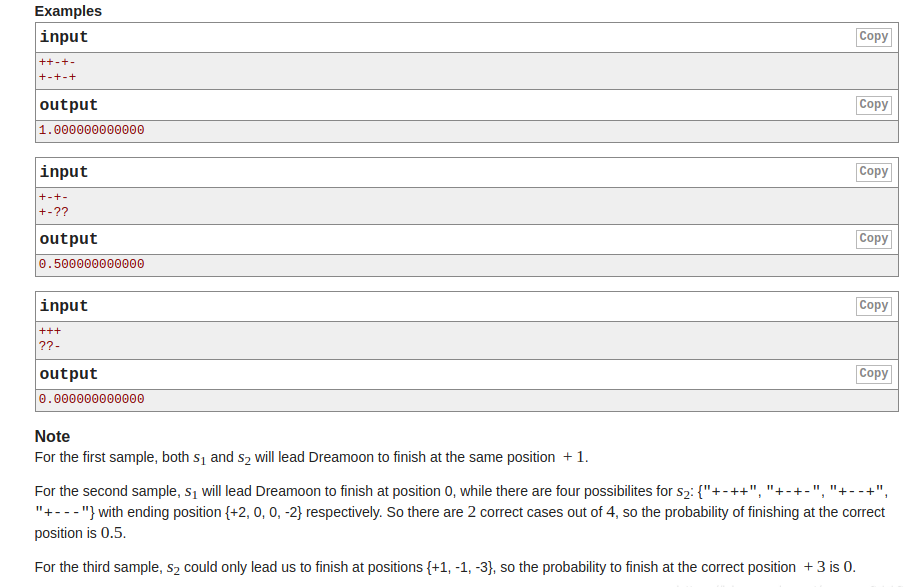 Examples
input
Copy
++-+-
+-+-+
output
Copy
1.000000000000
input
Copy
+-+-
+-??
output
Copy
0.500000000000
input
Copy
+++
??-
output
Copy
0.000000000000
Note
For the first sample, both s1 and s2 will lead Dreamoon to finish at the same position + 1.
For the second sample, s1 will lead Dreamoon to finish at position 0, while there are four possibilites for s2: {"+-++", "+-+-", "+--+",
"+---"} with ending position {+2, 0, 0, -2} respectively. So there are 2 correct cases out of 4, so the probability of finishing at the correct
position is 0.5.
For the third sample, s2 could only lead us to finish at positions {+1, -1, -3}, so the probability to finish at the correct position + 3 is 0.